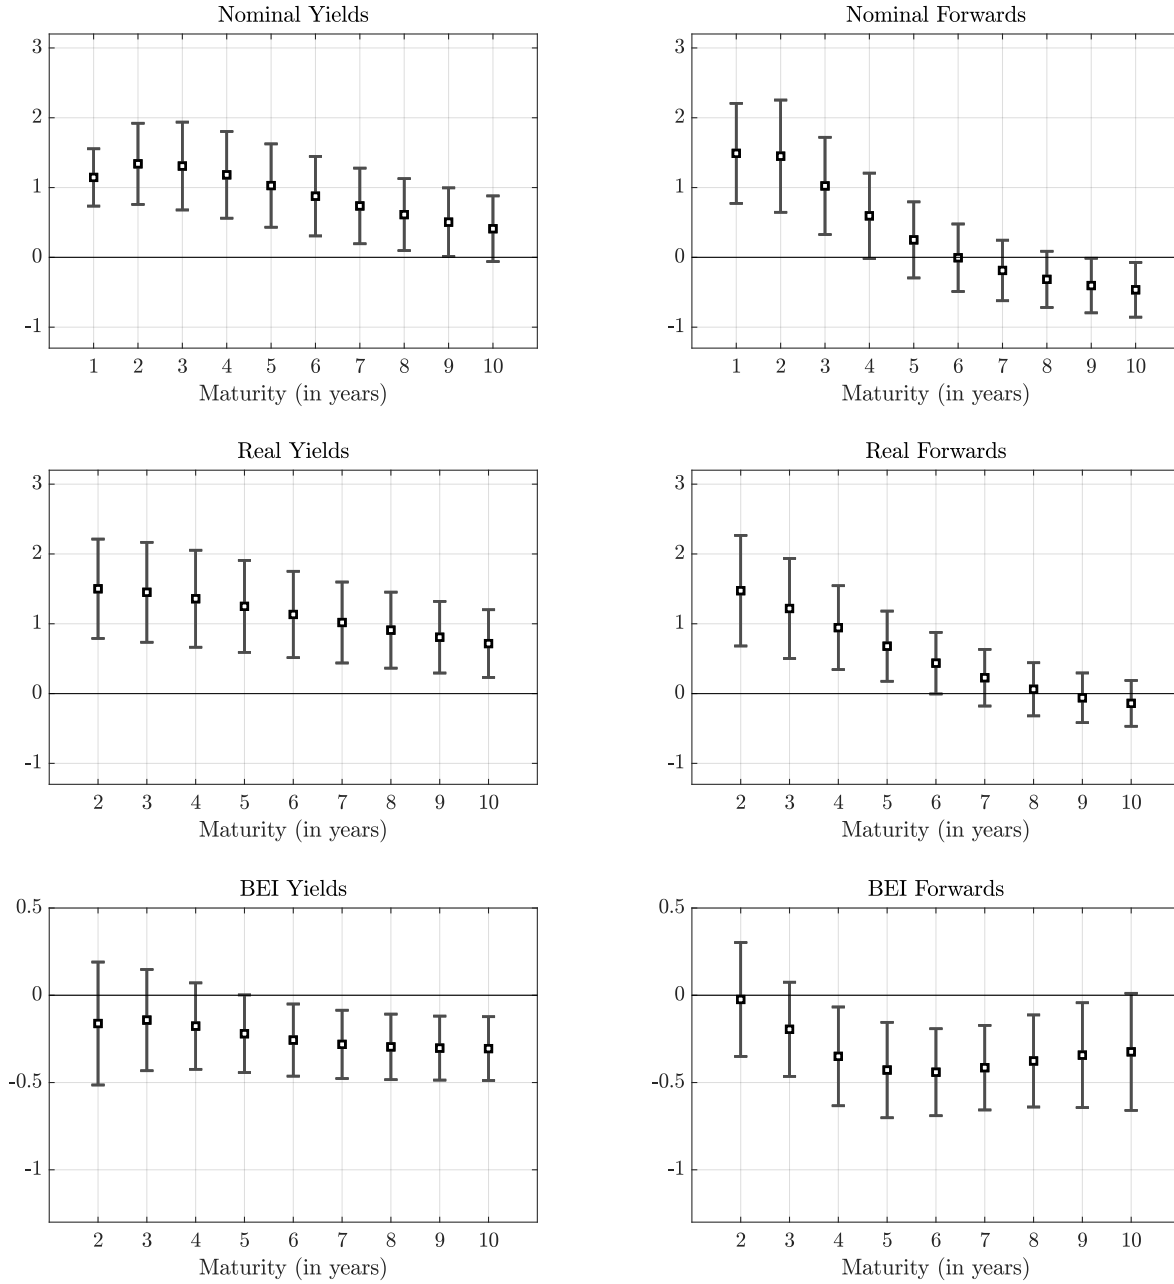 Nominal Yields
3
2
1
0
-1
1 2 3 4 5 6 7 8 9 10
Maturity (in years)
Nominal Forwards
3
2
1
0
-1
1 2 3 4 5 6 7 8 9 10
Maturity (in years)
Real Yields
3
2
1
0
-1
2 3 4 5 6 7 8 9 10
Maturity (in years)
Real Forwards
3
2
1
0
-1
2 3 4 5 6 7 8 9 10
Maturity (in years)
BEI Yields
0.5
0
-0.5
-1
2 3 4 5 6 7 8 9 10
Maturity (in years)
BEI Forwards
0.5
0
-0.5
-1
2 3 4 5 6 7 8 9 10
Maturity (in years)